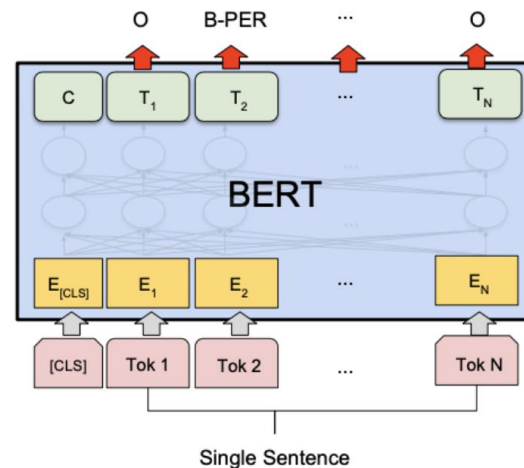 O B-PER ... O
C T1 T2 ... TN
...
BERT
...
E[CLS] E1 E2 ... EN
[CLS] Tok 1 Tok 2 ... Tok N
Single Sentence